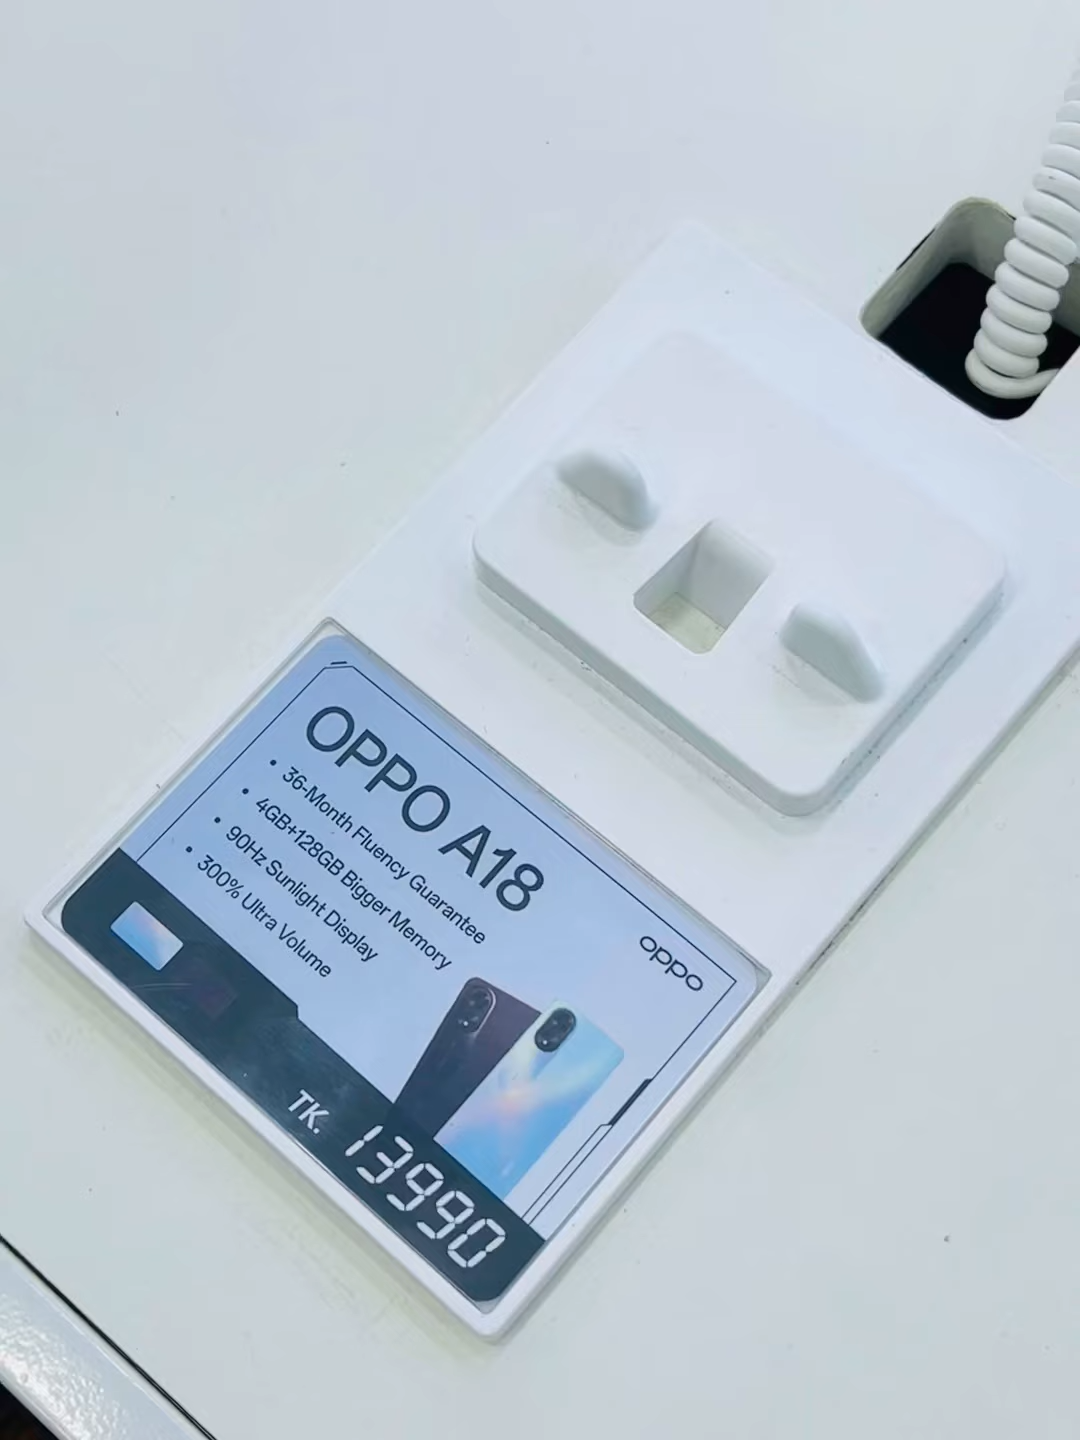 OPPO A18
• 36-Month Fluency Guarantee
• 4GB+128GB Bigger Memory
• 90Hz Sunlight Display
• 300% Ultra Volume
oppo
TK. 13990